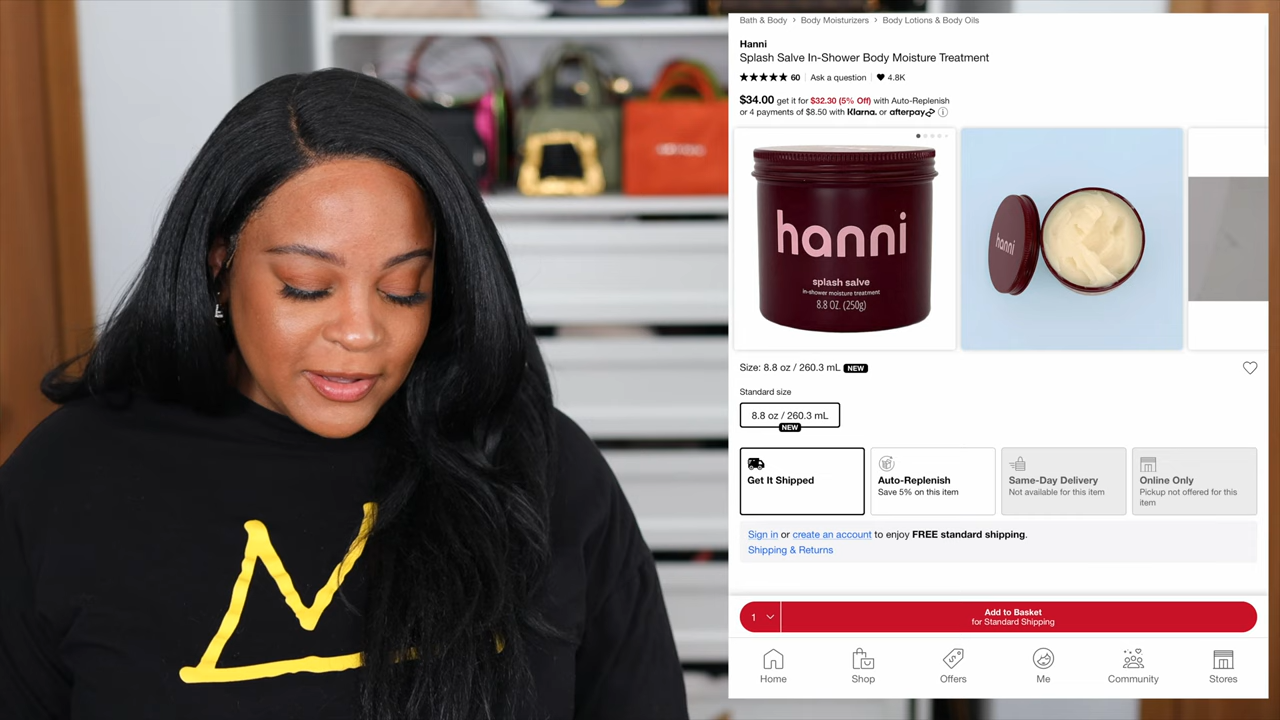 Bath & Body > Body Moisturizers > Body Lotions & Body Oils
Hanni
Splash Salve In-Shower Body Moisture Treatment
★★★★★ 60 | Ask a question | ♥ 4.8K
$34.00 get it for $32.30 (5% Off) with Auto-Replenish
or 4 payments of $8.50 with Klarna. or afterpay
hanni
splash salve
in-shower moisture treatment
8.8 OZ. (250g)
hanni
Size: 8.8 oz / 260.3 mL NEW
Standard size
8.8 oz / 260.3 mL
NEW
Get It Shipped
Auto-Replenish
Save 5% on this item
Same-Day Delivery
Not available for this item
Online Only
Pickup not offered for this
item
Sign in or create an account to enjoy FREE standard shipping.
Shipping & Returns
1
Add to Basket
for Standard Shipping
Home
Shop
Offers
Me
Community
Stores